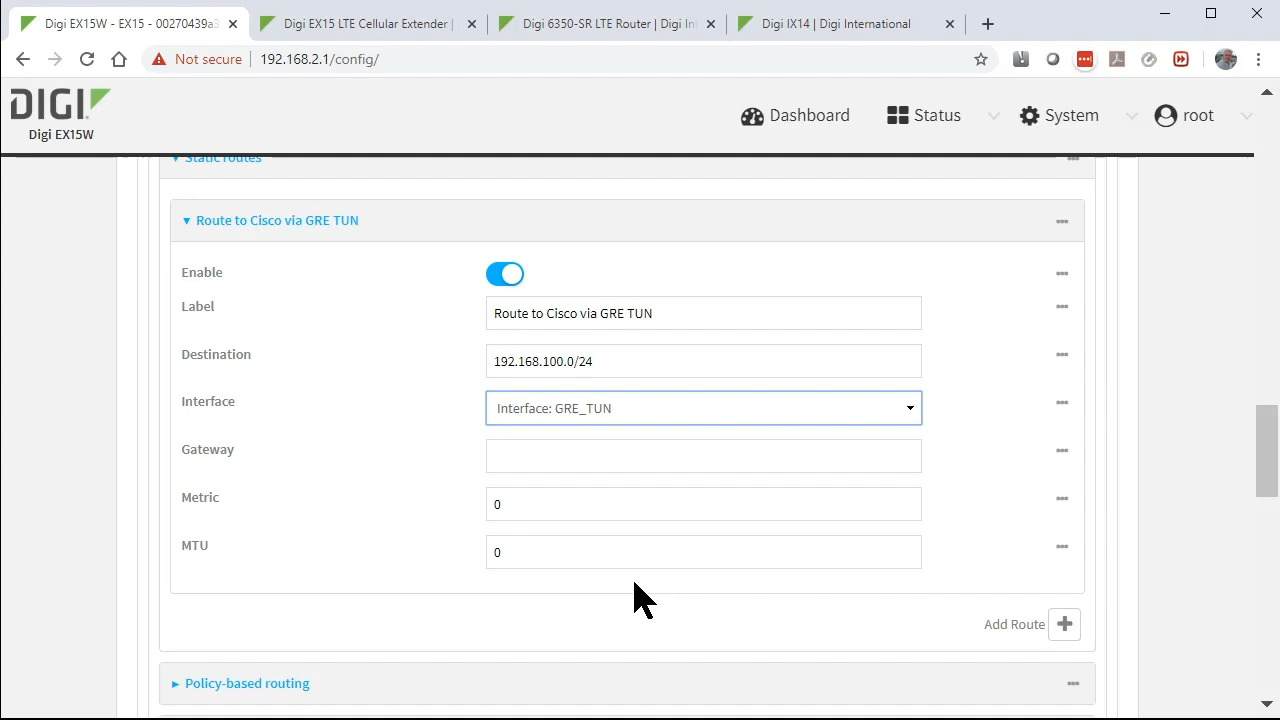 Digi EX15W - EX15 - 00270439a3
Digi EX15 LTE Cellular Extender |
Digi 6350-SR LTE Router | Digi In
Digi IX14 | Digi International
Not secure
192.168.2.1/config/
DIGI
Digi EX15W
Dashboard
Status
System
root
Static routes
Route to Cisco via GRE TUN
Enable
Label
Route to Cisco via GRE TUN
Destination
192.168.100.0/24
Interface
Interface: GRE_TUN
Gateway
Metric
0
MTU
0
Add Route
Policy-based routing